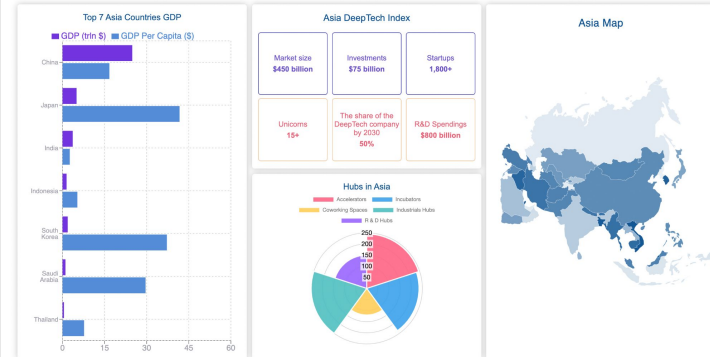 Top 7 Asia Countries GDP
GDP (trln $) GDP Per Capita ($)
China
Japan
India
Indonesia
South
Korea
Saudi
Arabia
Thailand
0 15 30 45 60
Asia DeepTech Index
Market size
$450 billion
Investments
$75 billion
Startups
1,800+
Unicorns
15+
The share of the
DeepTech company
by 2030
50%
R&D Spendings
$800 billion
Hubs in Asia
Accelerators Incubators
Coworking Spaces Industrials Hubs
R & D Hubs
250
200
150
100
50
Asia Map